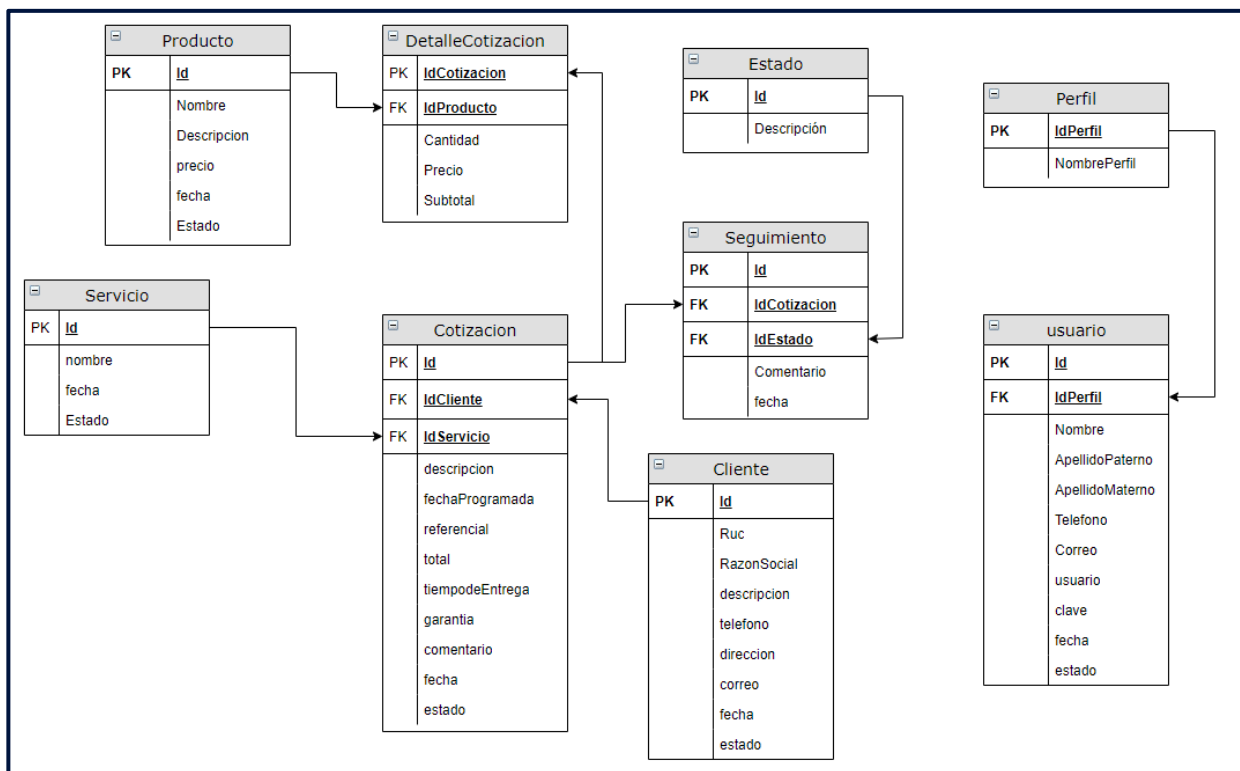 Producto
PK Id
Nombre
Descripcion
precio
fecha
Estado
DetalleCotizacion
PK IdCotizacion
FK IdProducto
Cantidad
Precio
Subtotal
Estado
PK Id
Descripción
Perfil
PK IdPerfil
NombrePerfil
Servicio
PK Id
nombre
fecha
Estado
Cotizacion
PK Id
FK IdCliente
FK IdServicio
descripcion
fechaProgramada
referencial
total
tiempodeEntrega
garantia
comentario
fecha
estado
Seguimiento
PK Id
FK IdCotizacion
FK IdEstado
Comentario
fecha
Cliente
PK Id
Ruc
RazonSocial
descripcion
telefono
direccion
correo
fecha
estado
usuario
PK Id
FK IdPerfil
Nombre
ApellidoPaterno
ApellidoMaterno
Telefono
Correo
usuario
clave
fecha
estado